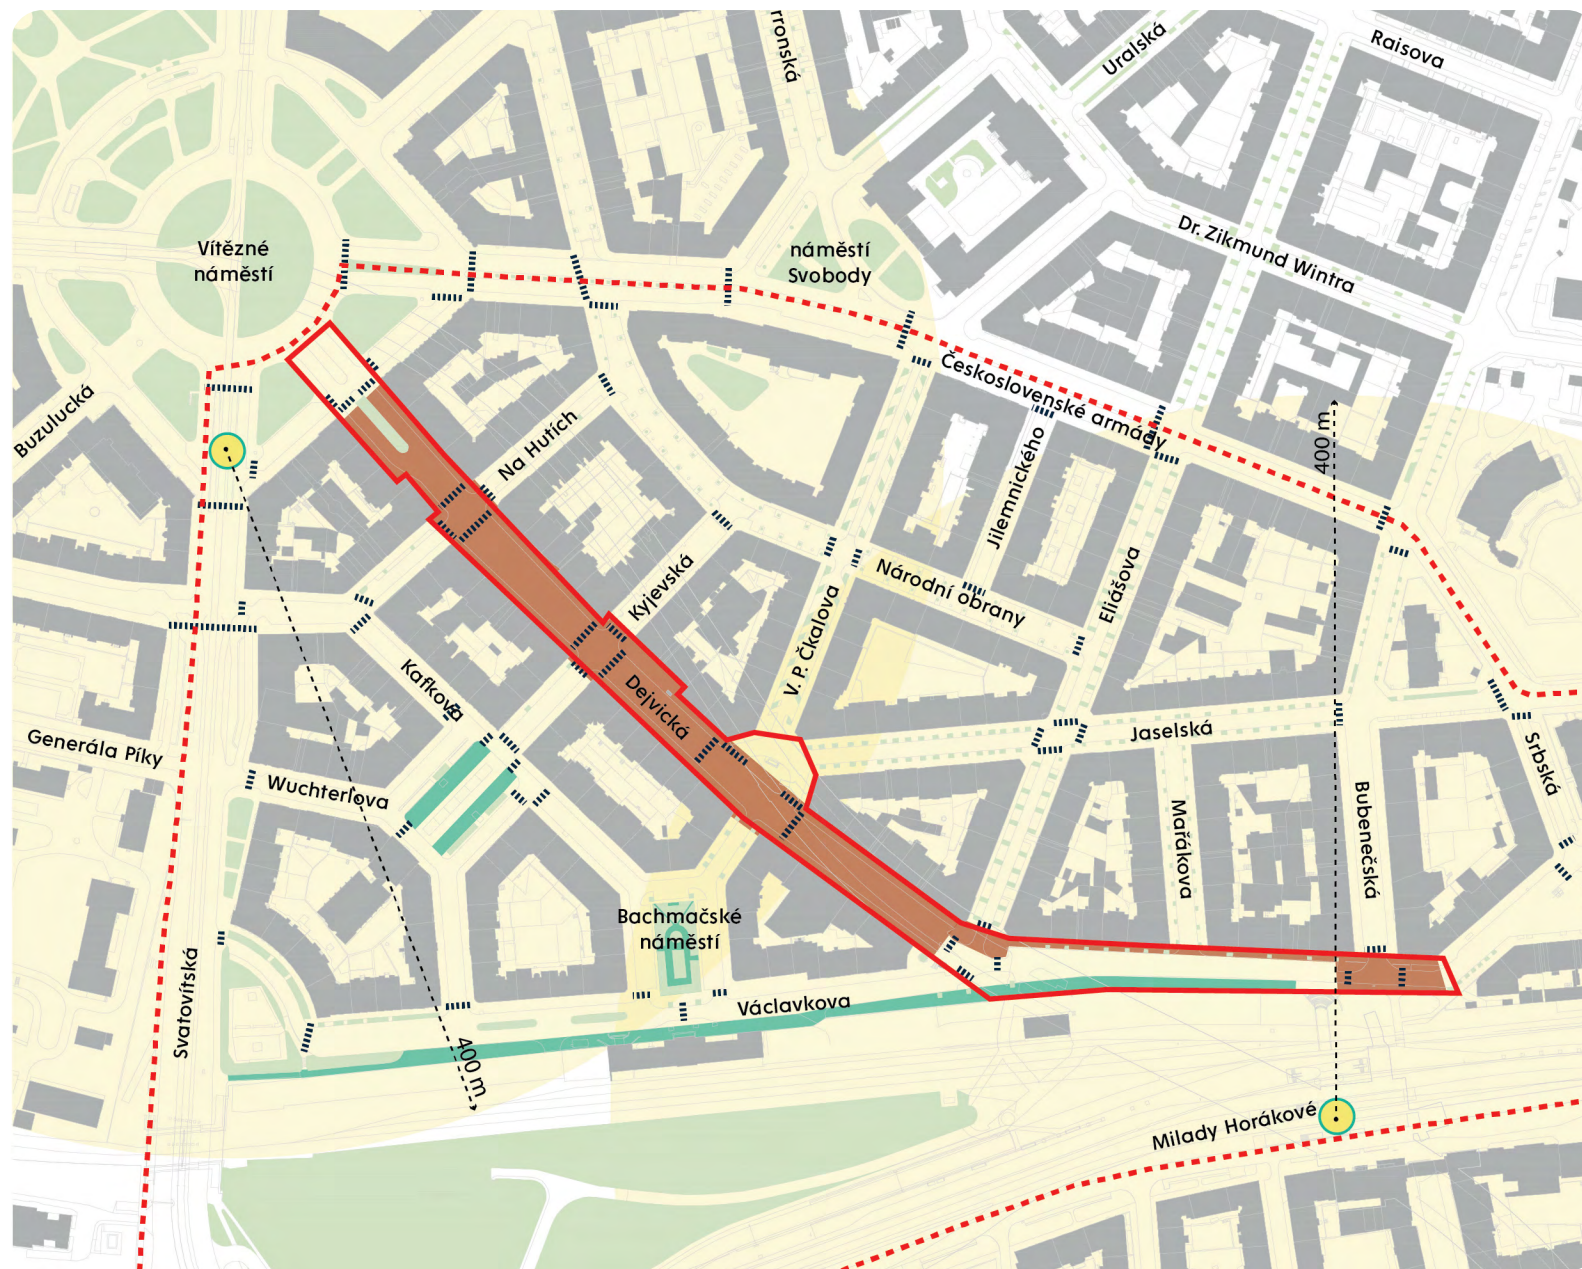 Uralská
Raisova
Vítězné
náměstí
náměstí
Svobody
Dr. Zikmund Wintra
Československé armády
Buzulucká
Na Hutích
400 m
Jilemnického
Kyjevská
Národní obrany
Eliášova
V. P. Čkalova
Kafkova
Dejvická
Generála Píky
Jaselská
Srbská
Wuchterlova
Mařákova
Bubenečská
Bachmačské
náměstí
Svatovítská
Václavkova
400 m
Milady Horákové